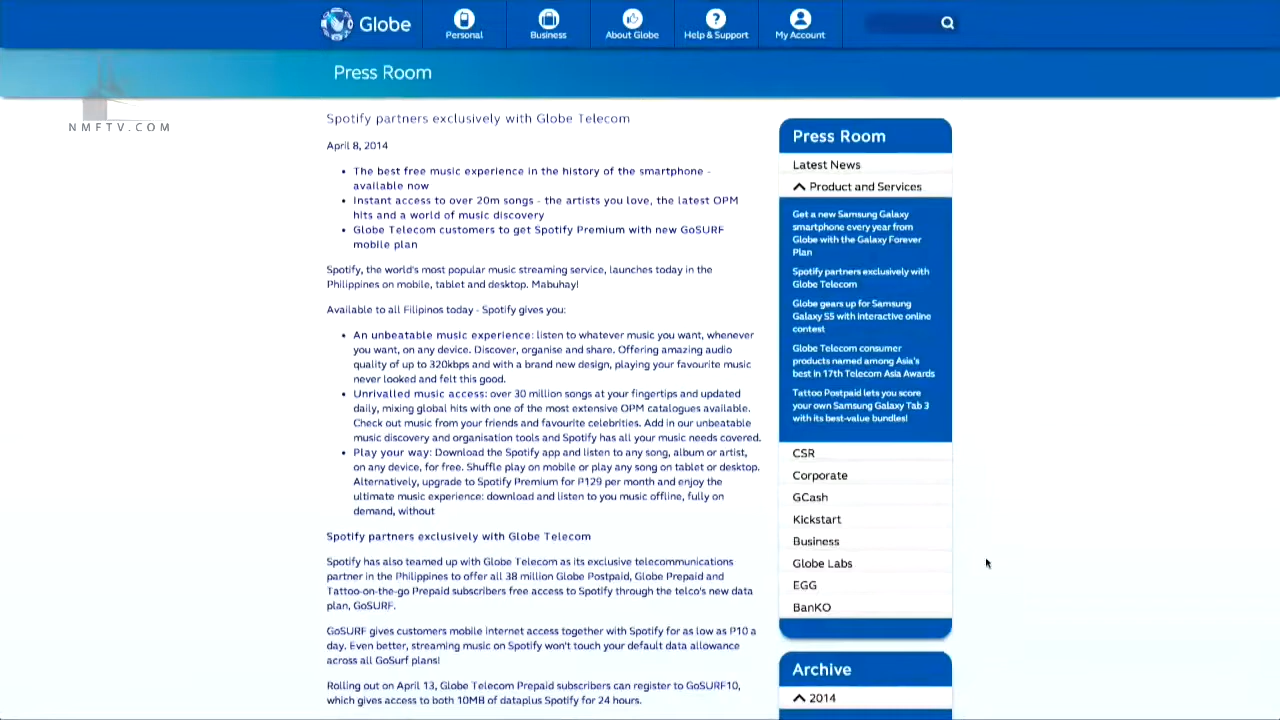 Globe
Personal
Business
About Globe
Help & Support
My Account
Press Room
NMFTV.COM
Spotify partners exclusively with Globe Telecom
April 8, 2014
• The best free music experience in the history of the smartphone -
available now
• Instant access to over 20m songs - the artists you love, the latest OPM
hits and a world of music discovery
• Globe Telecom customers to get Spotify Premium with new GoSURF
mobile plan
Spotify, the world's most popular music streaming service, launches today in the
Philippines on mobile, tablet and desktop. Mabuhay!
Available to all Filipinos today - Spotify gives you:
• An unbeatable music experience: listen to whatever music you want, whenever
you want, on any device. Discover, organise and share. Offering amazing audio
quality of up to 320kbps and with a brand new design, playing your favourite music
never looked and felt this good.
• Unrivalled music access: over 30 million songs at your fingertips and updated
daily, mixing global hits with one of the most extensive OPM catalogues available.
Check out music from your friends and favourite celebrities. Add in our unbeatable
music discovery and organisation tools and Spotify has all your music needs covered.
• Play your way: Download the Spotify app and listen to any song, album or artist,
on any device, for free. Shuffle play on mobile or play any song on tablet or desktop.
Alternatively, upgrade to Spotify Premium for P129 per month and enjoy the
ultimate music experience: download and listen to you music offline, fully on
demand, without
Spotify partners exclusively with Globe Telecom
Spotify has also teamed up with Globe Telecom as its exclusive telecommunications
partner in the Philippines to offer all 38 million Globe Postpaid, Globe Prepaid and
Tattoo-on-the-go Prepaid subscribers free access to Spotify through the telco's new data
plan, GoSURF.
GoSURF gives customers mobile internet access together with Spotify for as low as P10 a
day. Even better, streaming music on Spotify won't touch your default data allowance
across all GoSurf plans!
Rolling out on April 13, Globe Telecom Prepaid subscribers can register to GoSURF10,
which gives access to both 10MB of dataplus Spotify for 24 hours.
Press Room
Latest News
Product and Services
Get a new Samsung Galaxy
smartphone every year from
Globe with the Galaxy Forever
Plan
Spotify partners exclusively with
Globe Telecom
Globe gears up for Samsung
Galaxy S5 with interactive online
contest
Globe Telecom consumer
products named among Asia's
best in 17th Telecom Asia Awards
Tattoo Postpaid lets you score
your own Samsung Galaxy Tab 3
with its best-value bundles!
CSR
Corporate
GCash
Kickstart
Business
Globe Labs
EGG
BanKO
Archive
2014